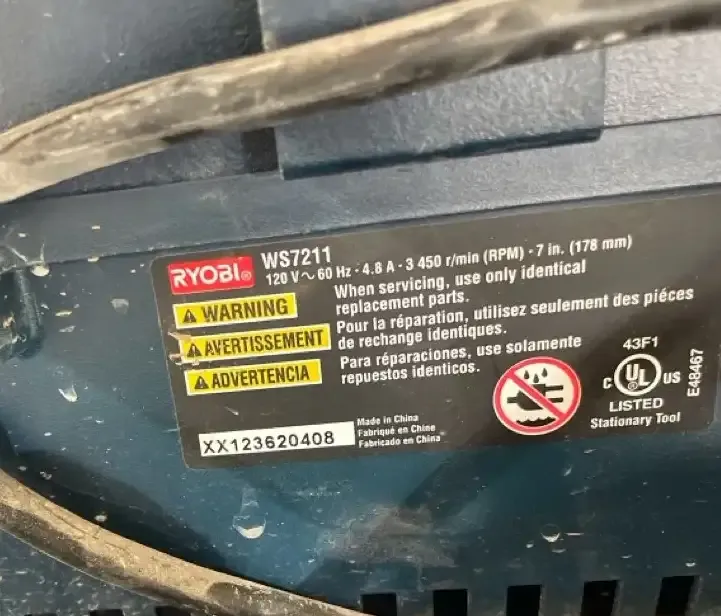 RYOBI® WS7211
120 V ~ 60 Hz - 4.8 A - 3 450 r/min (RPM) - 7 in. (178 mm)
WARNING
When servicing, use only identical
replacement parts.
AVERTISSEMENT
Pour la réparation, utilisez seulement des piéces
de rechange identiques.
ADVERTENCIA
Para réparaciones, use solamente
repuestos identicos.
43F1
C UL® US
LISTED
Stationary Tool
E48467
XX123620408
Made in China
Fabriqué en Chine
Fabricado en China